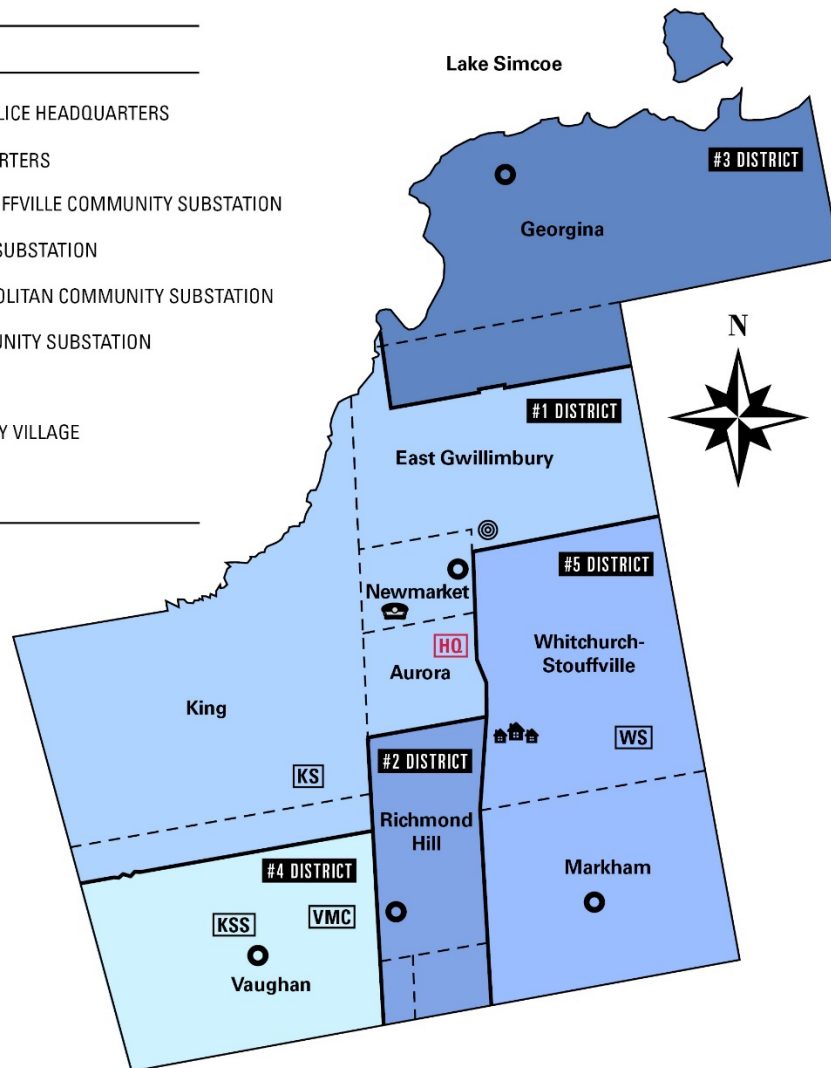 LICE HEADQUARTERS
RTERS
FFVILLE COMMUNITY SUBSTATION
SUBSTATION
OLITAN COMMUNITY SUBSTATION
UNITY SUBSTATION
Y VILLAGE
Lake Simcoe
#3 DISTRICT
Georgina
N
#1 DISTRICT
East Gwillimbury
#5 DISTRICT
Newmarket
Whitchurch-
Stouffville
HQ
Aurora
King
WS
#2 DISTRICT
KS
Richmond
Hill
#4 DISTRICT
Markham
KSS
VMC
Vaughan